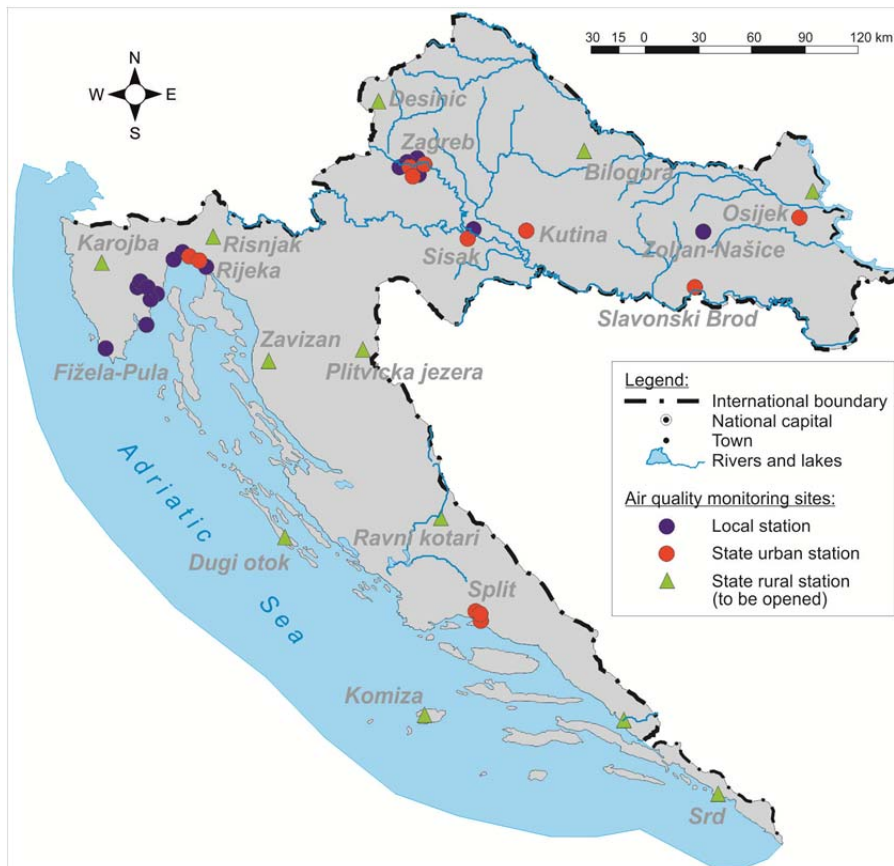 30 15 0 30 60 90 120 km
N
W E
S
Desinic
Zagreb
Bilogora
Osijek
Karojba
Risnjak
Rijeka
Sisak
Kutina
Zoljan-Našice
Slavonski Brod
Zavizan
Plitvicka jezera
Fižela-Pula
Adriatic
Sea
Dugi otok
Ravni kotari
Split
Komiza
Srd
Legend:
International boundary
National capital
Town
Rivers and lakes
Air quality monitoring sites:
Local station
State urban station
State rural station
(to be opened)